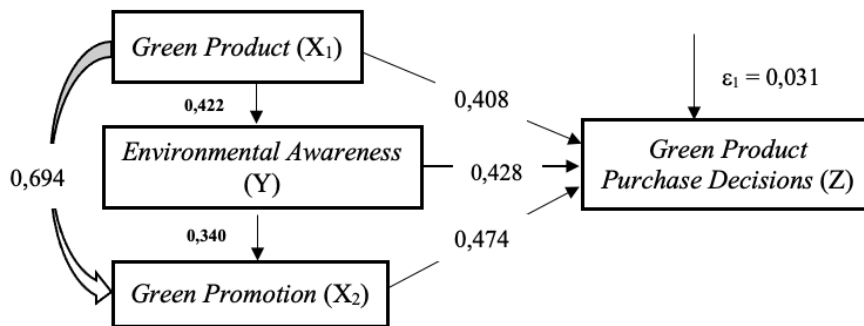 Green Product (X₁)
ε₁ = 0,031
0,422
0,408
Environmental Awareness
(Y)
0,694
0,428
Green Product
Purchase Decisions (Z)
0,340
0,474
Green Promotion (X₂)